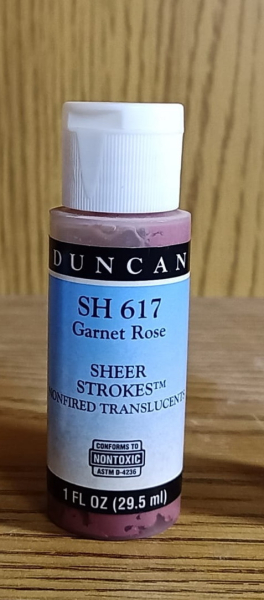 DUNCAN
SH 617
Garnet Rose
SHEER
STROKES™
NONFIRED TRANSLUCENTS
CONFORMS TO
NONTOXIC
ASTM D-4236
1 FL OZ (29.5 ml)